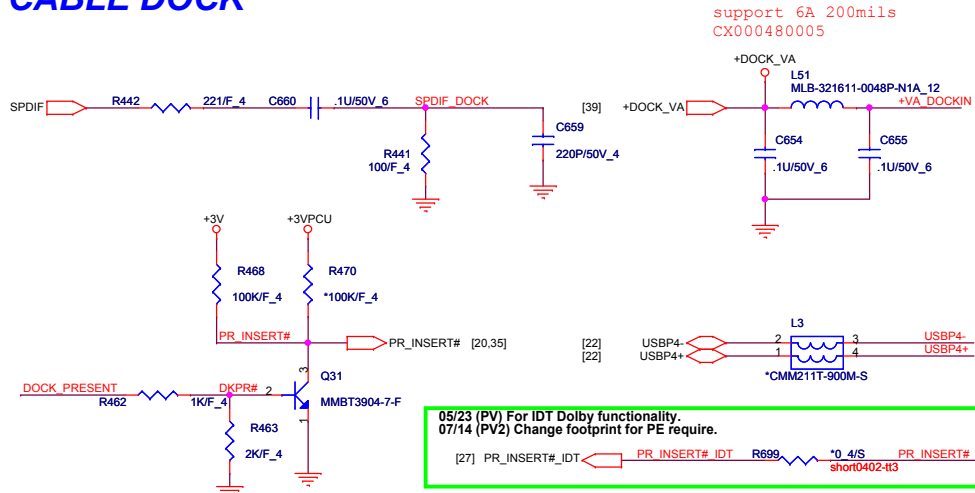 CABLE DOCK
support 6A 200mils
CX000480005
+DOCK_VA
L51
MLB-321611-0048P-N1A_12
SPDIF
R442
221/F_4
C660
.1U/50V_6
SPDIF_DOCK
[39]
+DOCK_VA
+VA_DOCKIN
C659
220P/50V_4
R441
100/F_4
C654
.1U/50V_6
C655
.1U/50V_6
+3V
+3VPCU
R468
100K/F_4
R470
*100K/F_4
PR_INSERT#
PR_INSERT#
[20,35]
L3
[22]
USBP4-
2
3
USBP4-
[22]
USBP4+
1
4
USBP4+
*CMM211T-900M-S
3
Q31
DOCK_PRESENT
R462
1K/F_4
DKPR#
2
MMBT3904-7-F
1
R463
2K/F_4
05/23 (PV) For IDT Dolby functionality.
07/14 (PV2) Change footprint for PE require.
[27]
PR_INSERT#_IDT
PR_INSERT#_IDT
R699
*0_4/S
short0402-tt3
PR_INSERT#